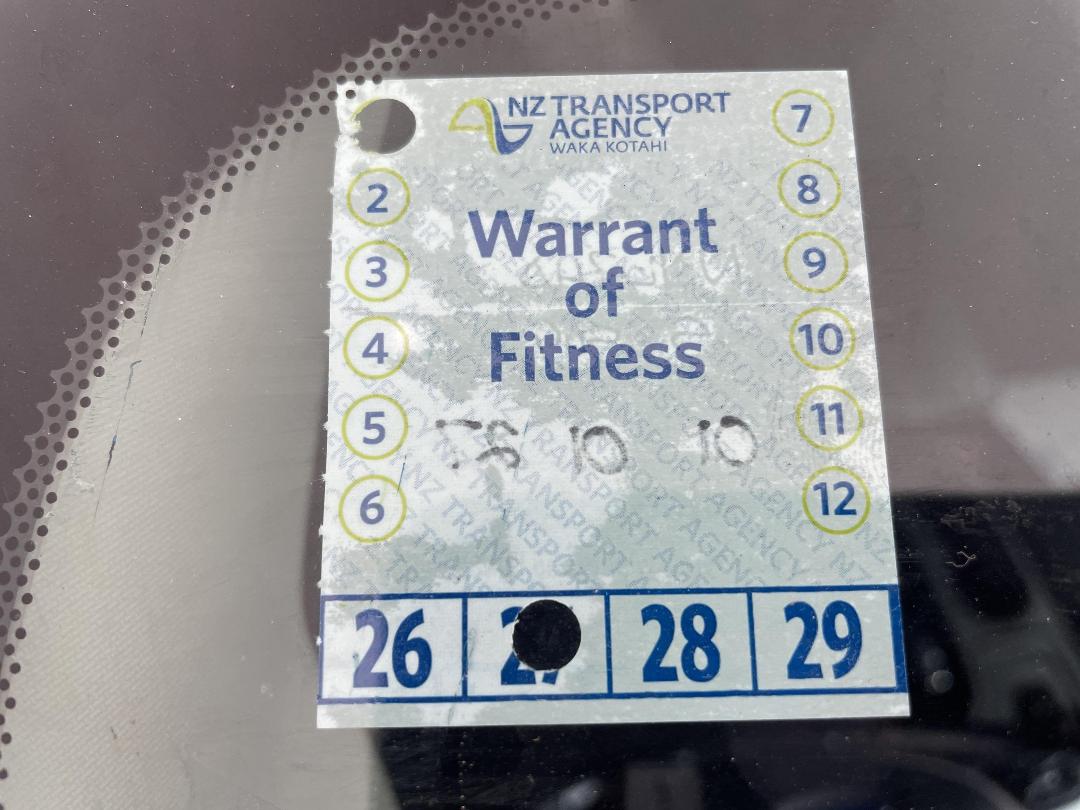 NZ TRANSPORT
AGENCY
WAKA KOTAHI
7
2
8
3
9
4
10
5
11
6
12
Warrant
of
Fitness
10 10
26 27 28 29